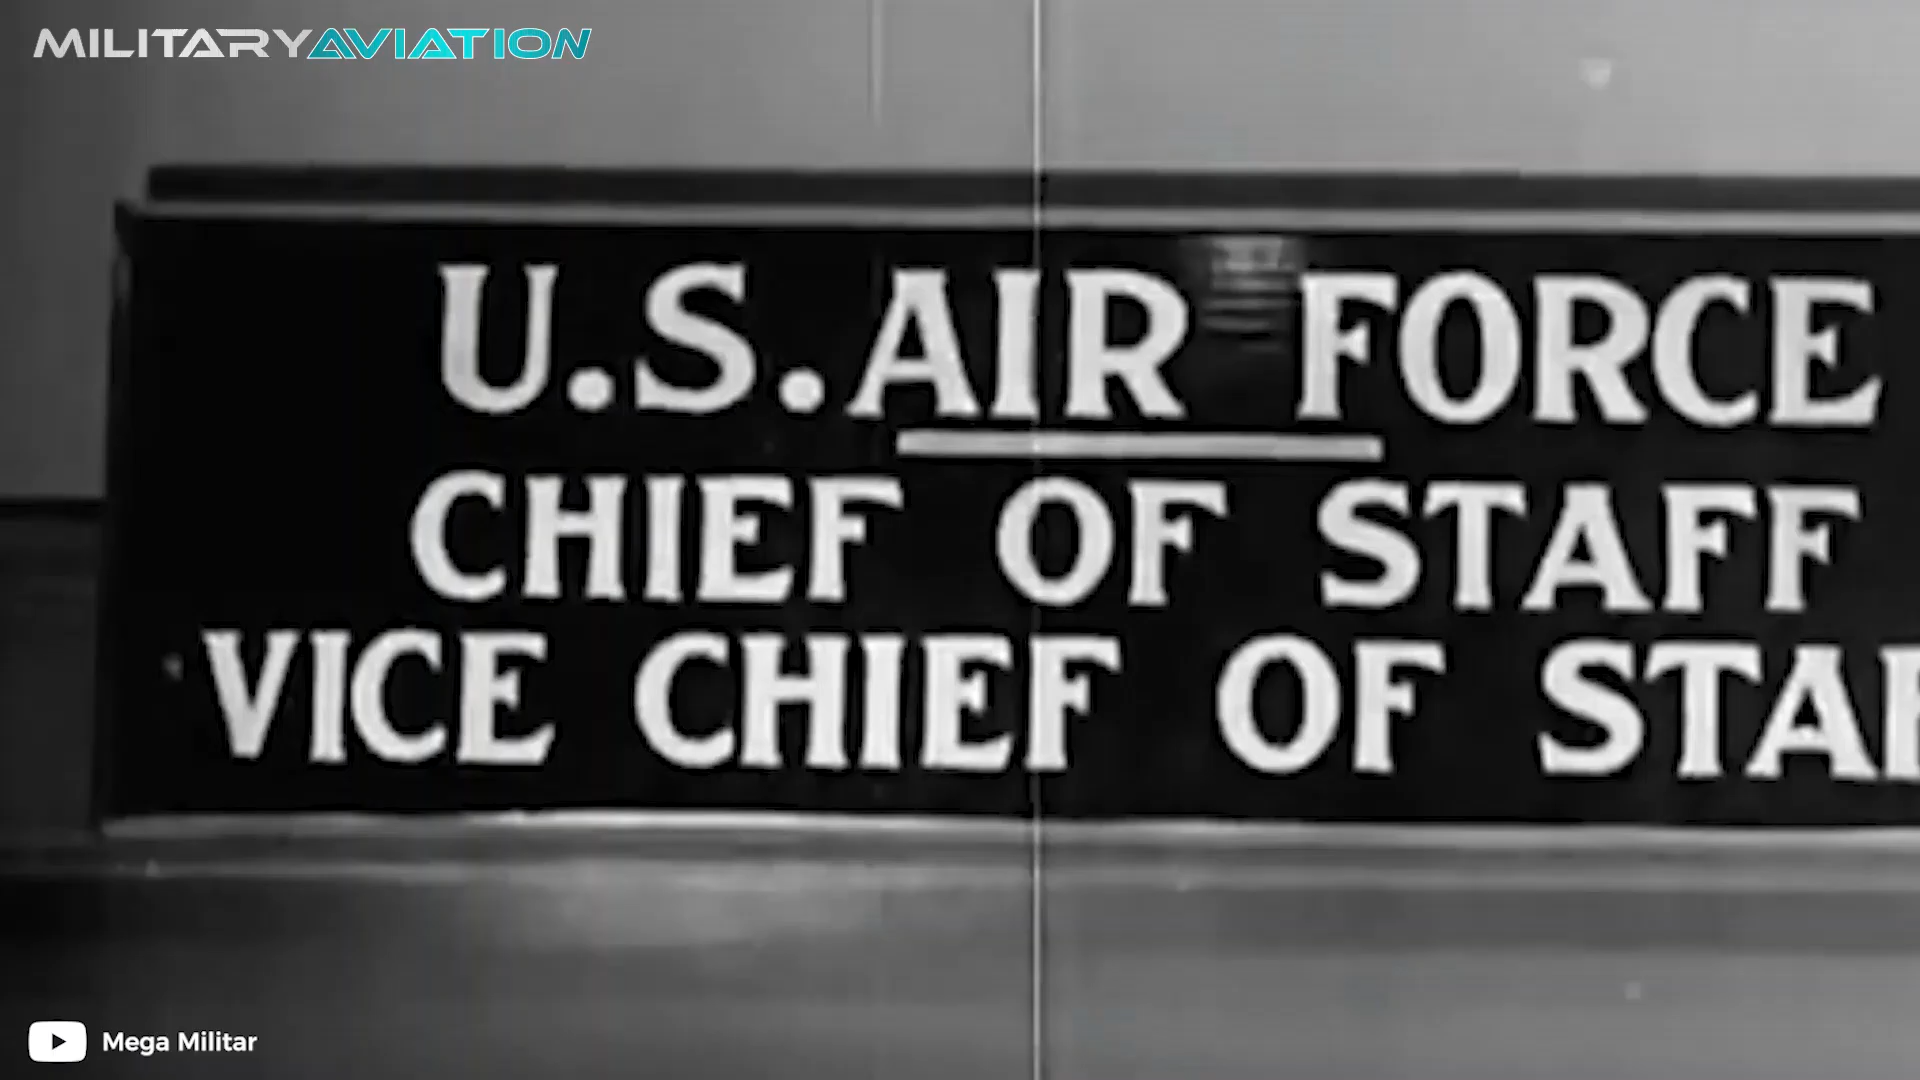 MILITARYAVIATION
U.S. AIR FORCE
CHIEF OF STAFF
VICE CHIEF OF
Mega Militar